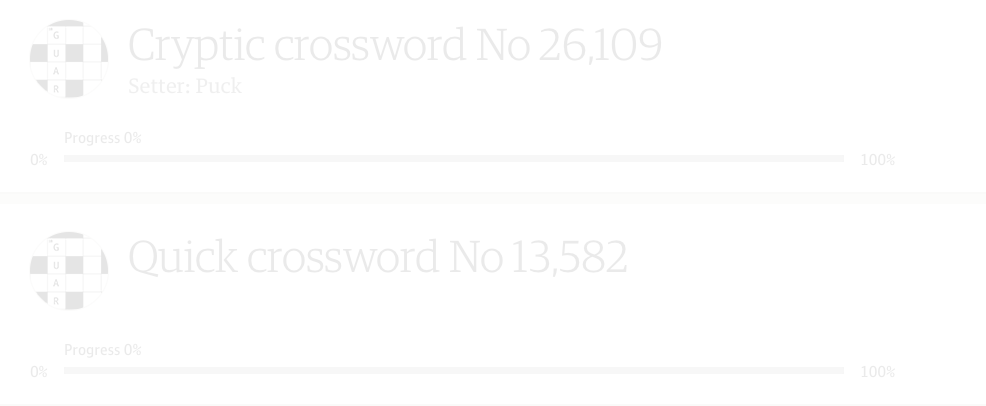 G
U
A
R
Cryptic crossword No 26,109
Setter: Puck
Progress 0%
0% 100%
G
U
A
R
Quick crossword No 13,582
Progress 0%
0% 100%